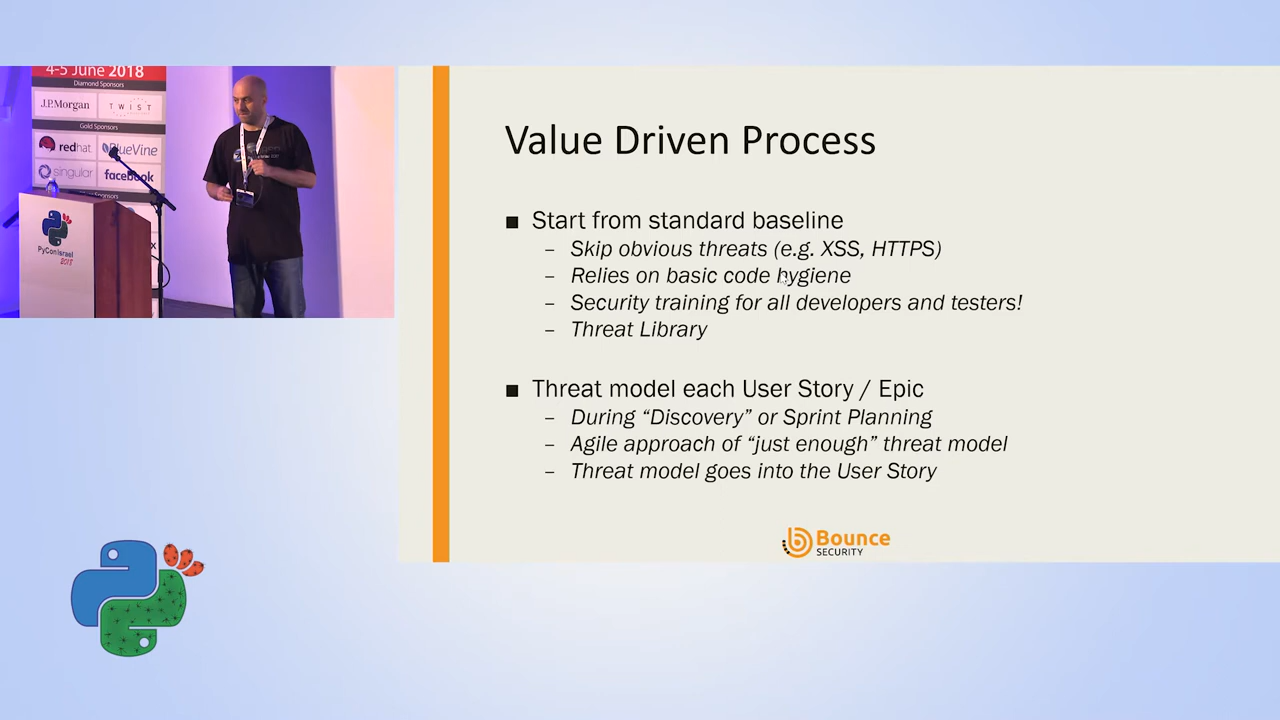 4-5 June 2018
Diamond Sponsors
J.P.Morgan TWIST
Gold Sponsors
redhat. BlueVine
singular facebook
PyConIsrael
2018
Value Driven Process
■ Start from standard baseline
– Skip obvious threats (e.g. XSS, HTTPS)
– Relies on basic code hygiene
– Security training for all developers and testers!
– Threat Library
■ Threat model each User Story / Epic
– During “Discovery” or Sprint Planning
– Agile approach of “just enough” threat model
– Threat model goes into the User Story
Bounce
SECURITY